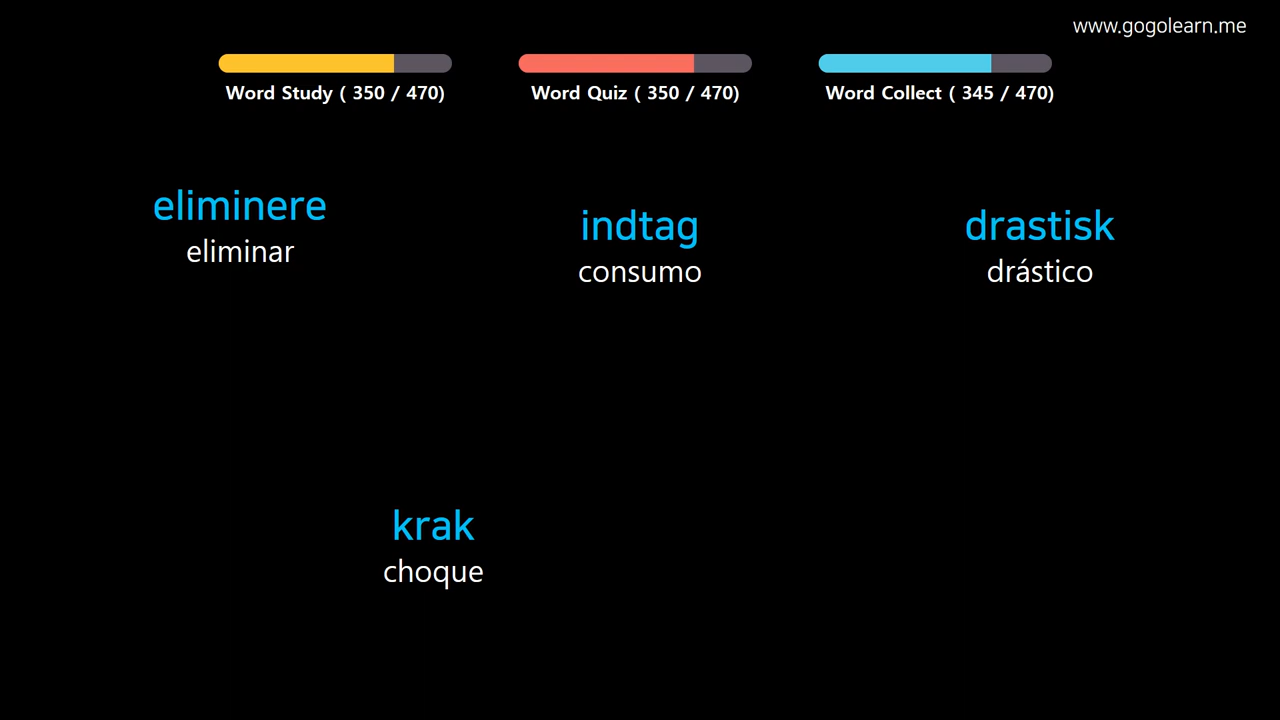 www.gogolearn.me
Word Study ( 350 / 470)
Word Quiz ( 350 / 470)
Word Collect ( 345 / 470)
eliminere
eliminar
indtag
consumo
drastisk
drástico
krak
choque